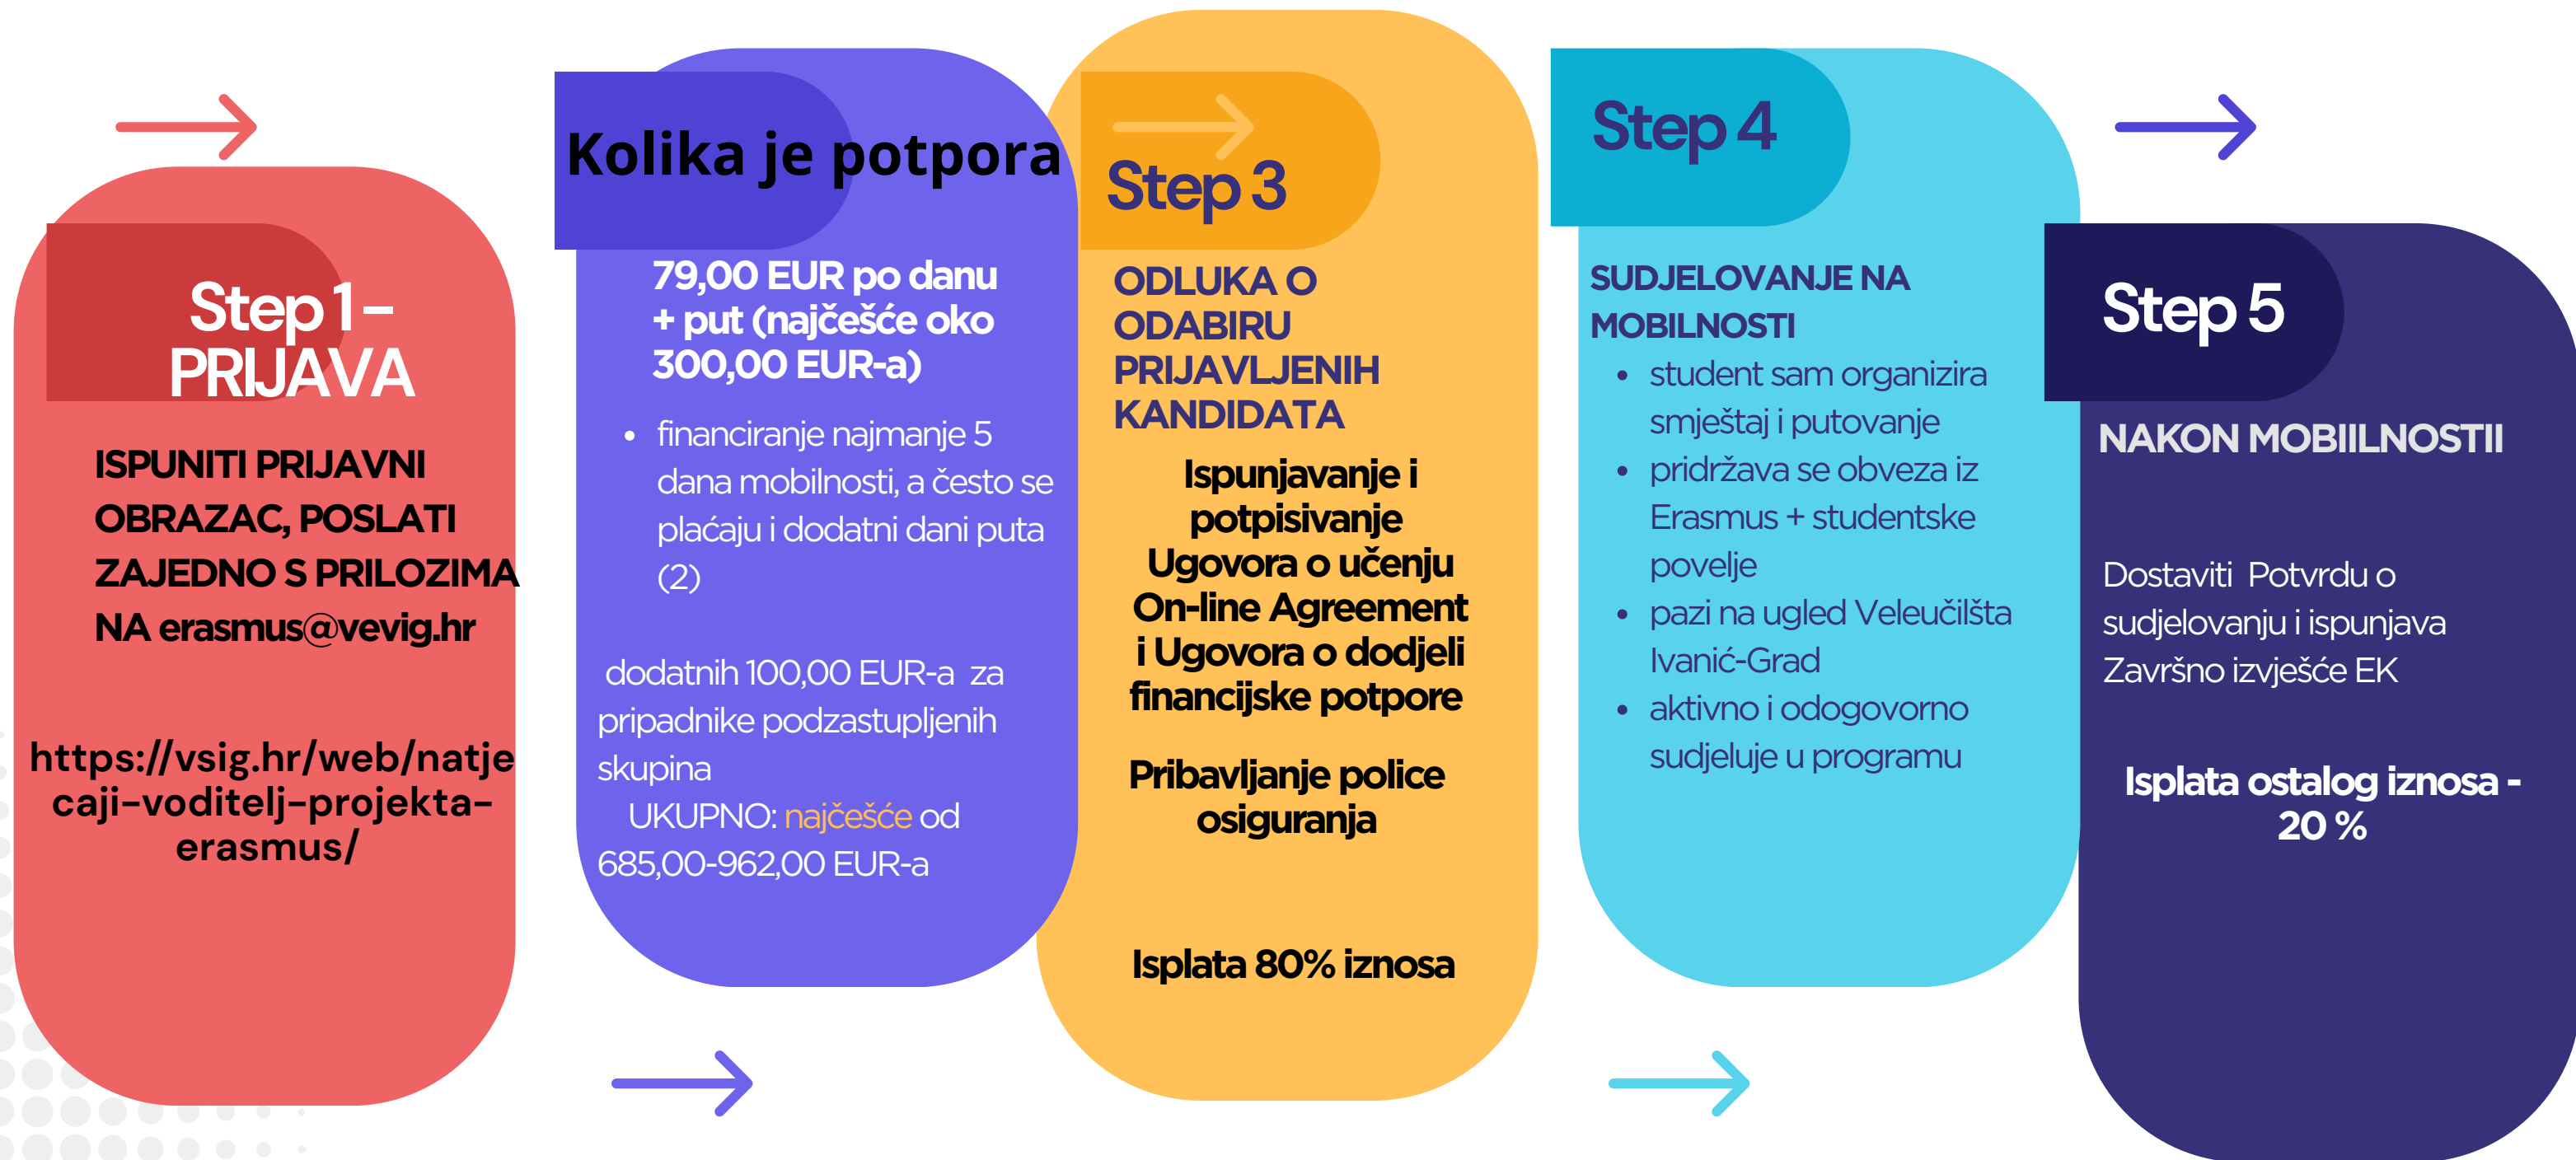 Step 1 –
PRIJAVA
ISPUNITI PRIJAVNI
OBRAZAC, POSLATI
ZAJEDNO S PRILOZIMA
NA erasmus@vevig.hr
https://vsig.hr/web/natje
caji-voditelj-projekta-
erasmus/
Kolika je potpora
79,00 EUR po danu
+ put (najčešće oko
300,00 EUR-a)
• financiranje najmanje 5
dana mobilnosti, a često se
plaćaju i dodatni dani puta
(2)
dodatnih 100,00 EUR-a za
pripadnike podzastupljenih
skupina
UKUPNO: najčešće od
685,00-962,00 EUR-a
Step 3
ODLUKA O
ODABIRU
PRIJAVLJENIH
KANDIDATA
Ispunjavanje i
potpisivanje
Ugovora o učenju
On-line Agreement
i Ugovora o dodjeli
financijske potpore
Pribavljanje police
osiguranja
Isplata 80% iznosa
Step 4
SUDJELOVANJE NA
MOBILNOSTI
• student sam organizira
smještaj i putovanje
• pridržava se obveza iz
Erasmus + studentske
povelje
• pazi na ugled Veleučilšta
Ivanić-Grad
• aktivno i odogovorno
sudjeluje u programu
Step 5
NAKON MOBIILNOSTII
Dostaviti Potvrdu o
sudjelovanju i ispunjava
Završno izvješće EK
Isplata ostalog iznosa -
20 %